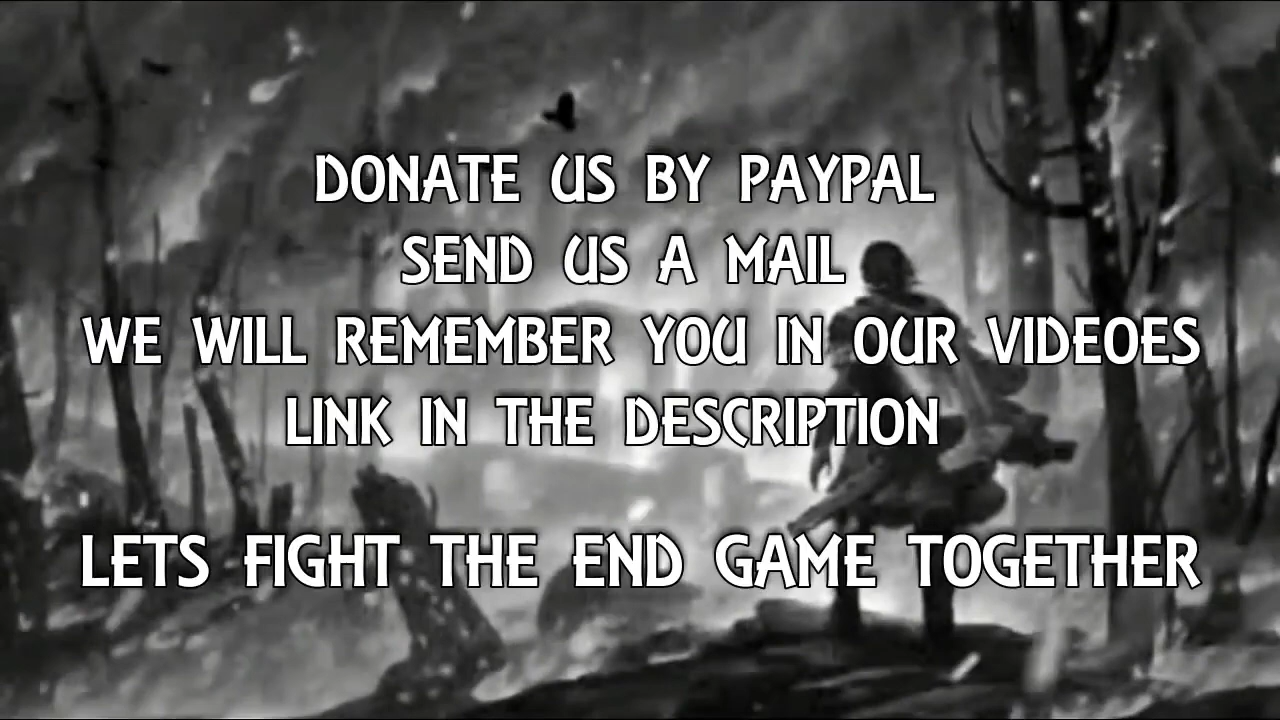 DONATE US BY PAYPAL
SEND US A MAIL
WE WILL REMEMBER YOU IN OUR VIDEOES
LINK IN THE DESCRIPTION
LETS FIGHT THE END GAME TOGETHER